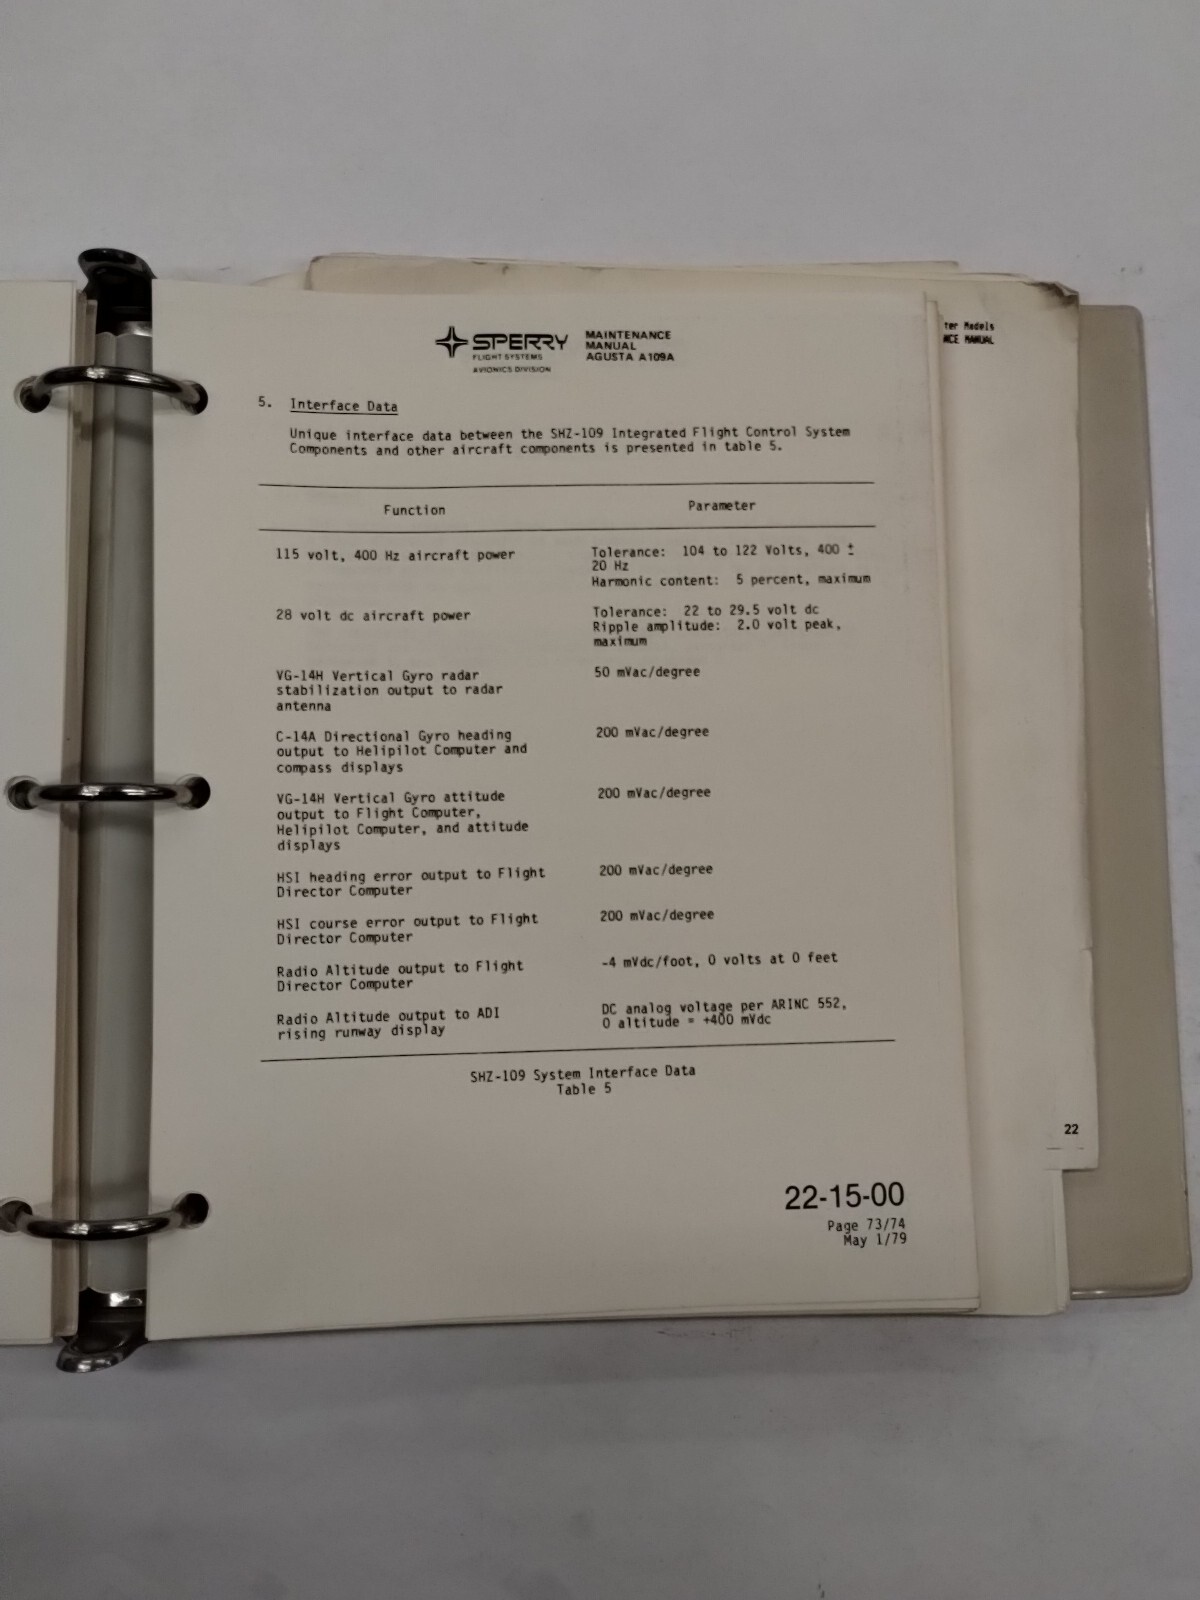 SPERRY
FLIGHT SYSTEMS
AVIONICS DIVISION
MAINTENANCE
MANUAL
AGUSTA A109A
5. Interface Data
Unique interface data between the SHZ-109 Integrated Flight Control System
Components and other aircraft components is presented in table 5.
Function Parameter
115 volt, 400 Hz aircraft power Tolerance: 104 to 122 Volts, 400 ±
20 Hz
Harmonic content: 5 percent, maximum
28 volt dc aircraft power Tolerance: 22 to 29.5 volt dc
Ripple amplitude: 2.0 volt peak,
maximum
VG-14H Vertical Gyro radar 50 mVac/degree
stabilization output to radar
antenna
C-14A Directional Gyro heading 200 mVac/degree
output to Helipilot Computer and
compass displays
VG-14H Vertical Gyro attitude 200 mVac/degree
output to Flight Computer,
Helipilot Computer, and attitude
displays
HSI heading error output to Flight 200 mVac/degree
Director Computer
HSI course error output to Flight 200 mVac/degree
Director Computer
Radio Altitude output to Flight -4 mVdc/foot, 0 volts at 0 feet
Director Computer
Radio Altitude output to ADI DC analog voltage per ARINC 552,
rising runway display 0 altitude = +400 mVdc
SHZ-109 System Interface Data
Table 5
22-15-00
Page 73/74
May 1/79
ter Models
NCE MANUAL
22